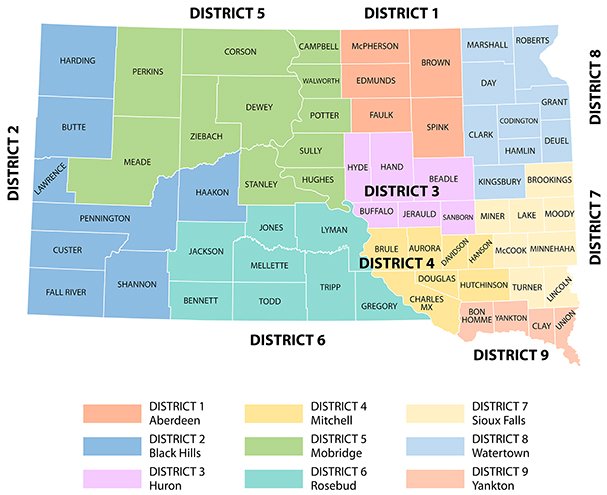 DISTRICT 5
DISTRICT 1
DISTRICT 8
DISTRICT 2
DISTRICT 7
HARDING
PERKINS
CORSON
CAMPBELL
McPHERSON
BROWN
MARSHALL
ROBERTS
WALWORTH
EDMUNDS
DAY
DEWEY
GRANT
BUTTE
ZIEBACH
POTTER
FAULK
SPINK
CLARK
CODINGTON
DEUEL
HAMLIN
SULLY
HYDE
HAND
MEADE
LAWRENCE
HAAKON
STANLEY
HUGHES
BEADLE
KINGSBURY
BROOKINGS
DISTRICT 3
PENNINGTON
BUFFALO
JERAULD
SANBORN
MINER
LAKE
MOODY
JONES
LYMAN
CUSTER
JACKSON
BRULE
AURORA
DAVIDSON
HANSON
McCOOK
MINNEHAHA
DISTRICT 4
MELLETTE
FALL RIVER
SHANNON
BENNETT
TODD
TRIPP
GREGORY
DOUGLAS
CHARLES
MX
HUTCHINSON
TURNER
LINCOLN
BON
HOMME
YANKTON
CLAY
UNION
DISTRICT 6
DISTRICT 9
DISTRICT 1
Aberdeen
DISTRICT 2
Black Hills
DISTRICT 3
Huron
DISTRICT 4
Mitchell
DISTRICT 5
Mobridge
DISTRICT 6
Rosebud
DISTRICT 7
Sioux Falls
DISTRICT 8
Watertown
DISTRICT 9
Yankton